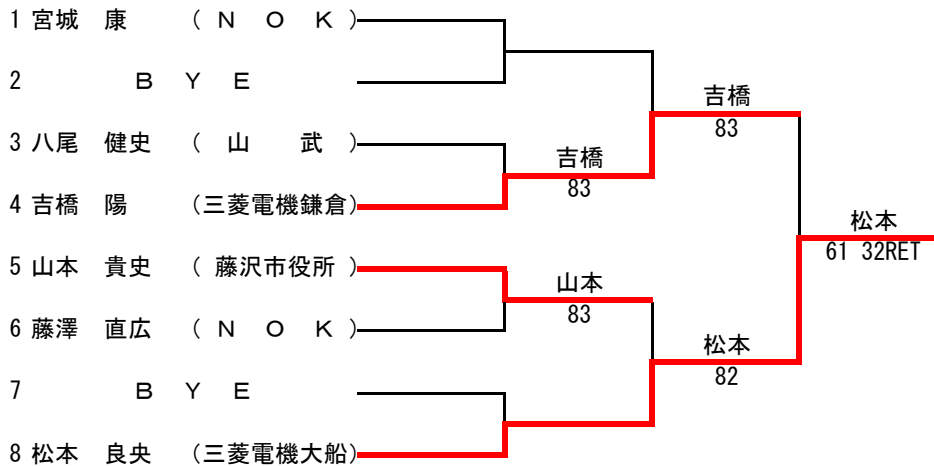 1 宮城 康 (NOK)
2 BYE
3 八尾 健史 (山武)
4 吉橋 陽 (三菱電機鎌倉)
5 山本 貴史 (藤沢市役所)
6 藤澤 直広 (NOK)
7 BYE
8 松本 良央 (三菱電機大船)
吉橋
83
山本
83
吉橋
83
松本
82
松本
61 32RET